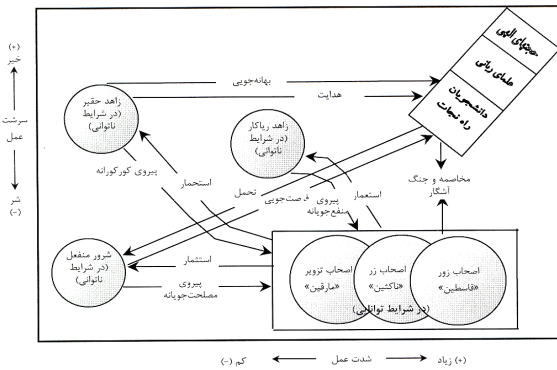 (+)
خیر
سرشت
عمل
شر
(−)
حجتهای الهی
علمای ربانی
دانشجویان
راه نجات
بهانه‌جویی
هدایت
زاهد حقیر
(در شرایط
ناتوانی)
زاهد ریاکار
(در شرایط
ناتوانی)
پیروی کورکورانه
استحمار
تحمل
فرصت‌جویی
پیروی
منفع‌جویانه
استعمار
مخاصمه و جنگ
آشکار
شرور منفعل
(در شرایط
ناتوانی)
استثمار
پیروی
مصلحت‌جویانه
اصحاب تزویر
«مارقین»
اصحاب زر
«ناکثین»
اصحاب زور
«قاسطین»
(در شرایط توانایی)
(+) زیاد
شدت عمل
کم (−)